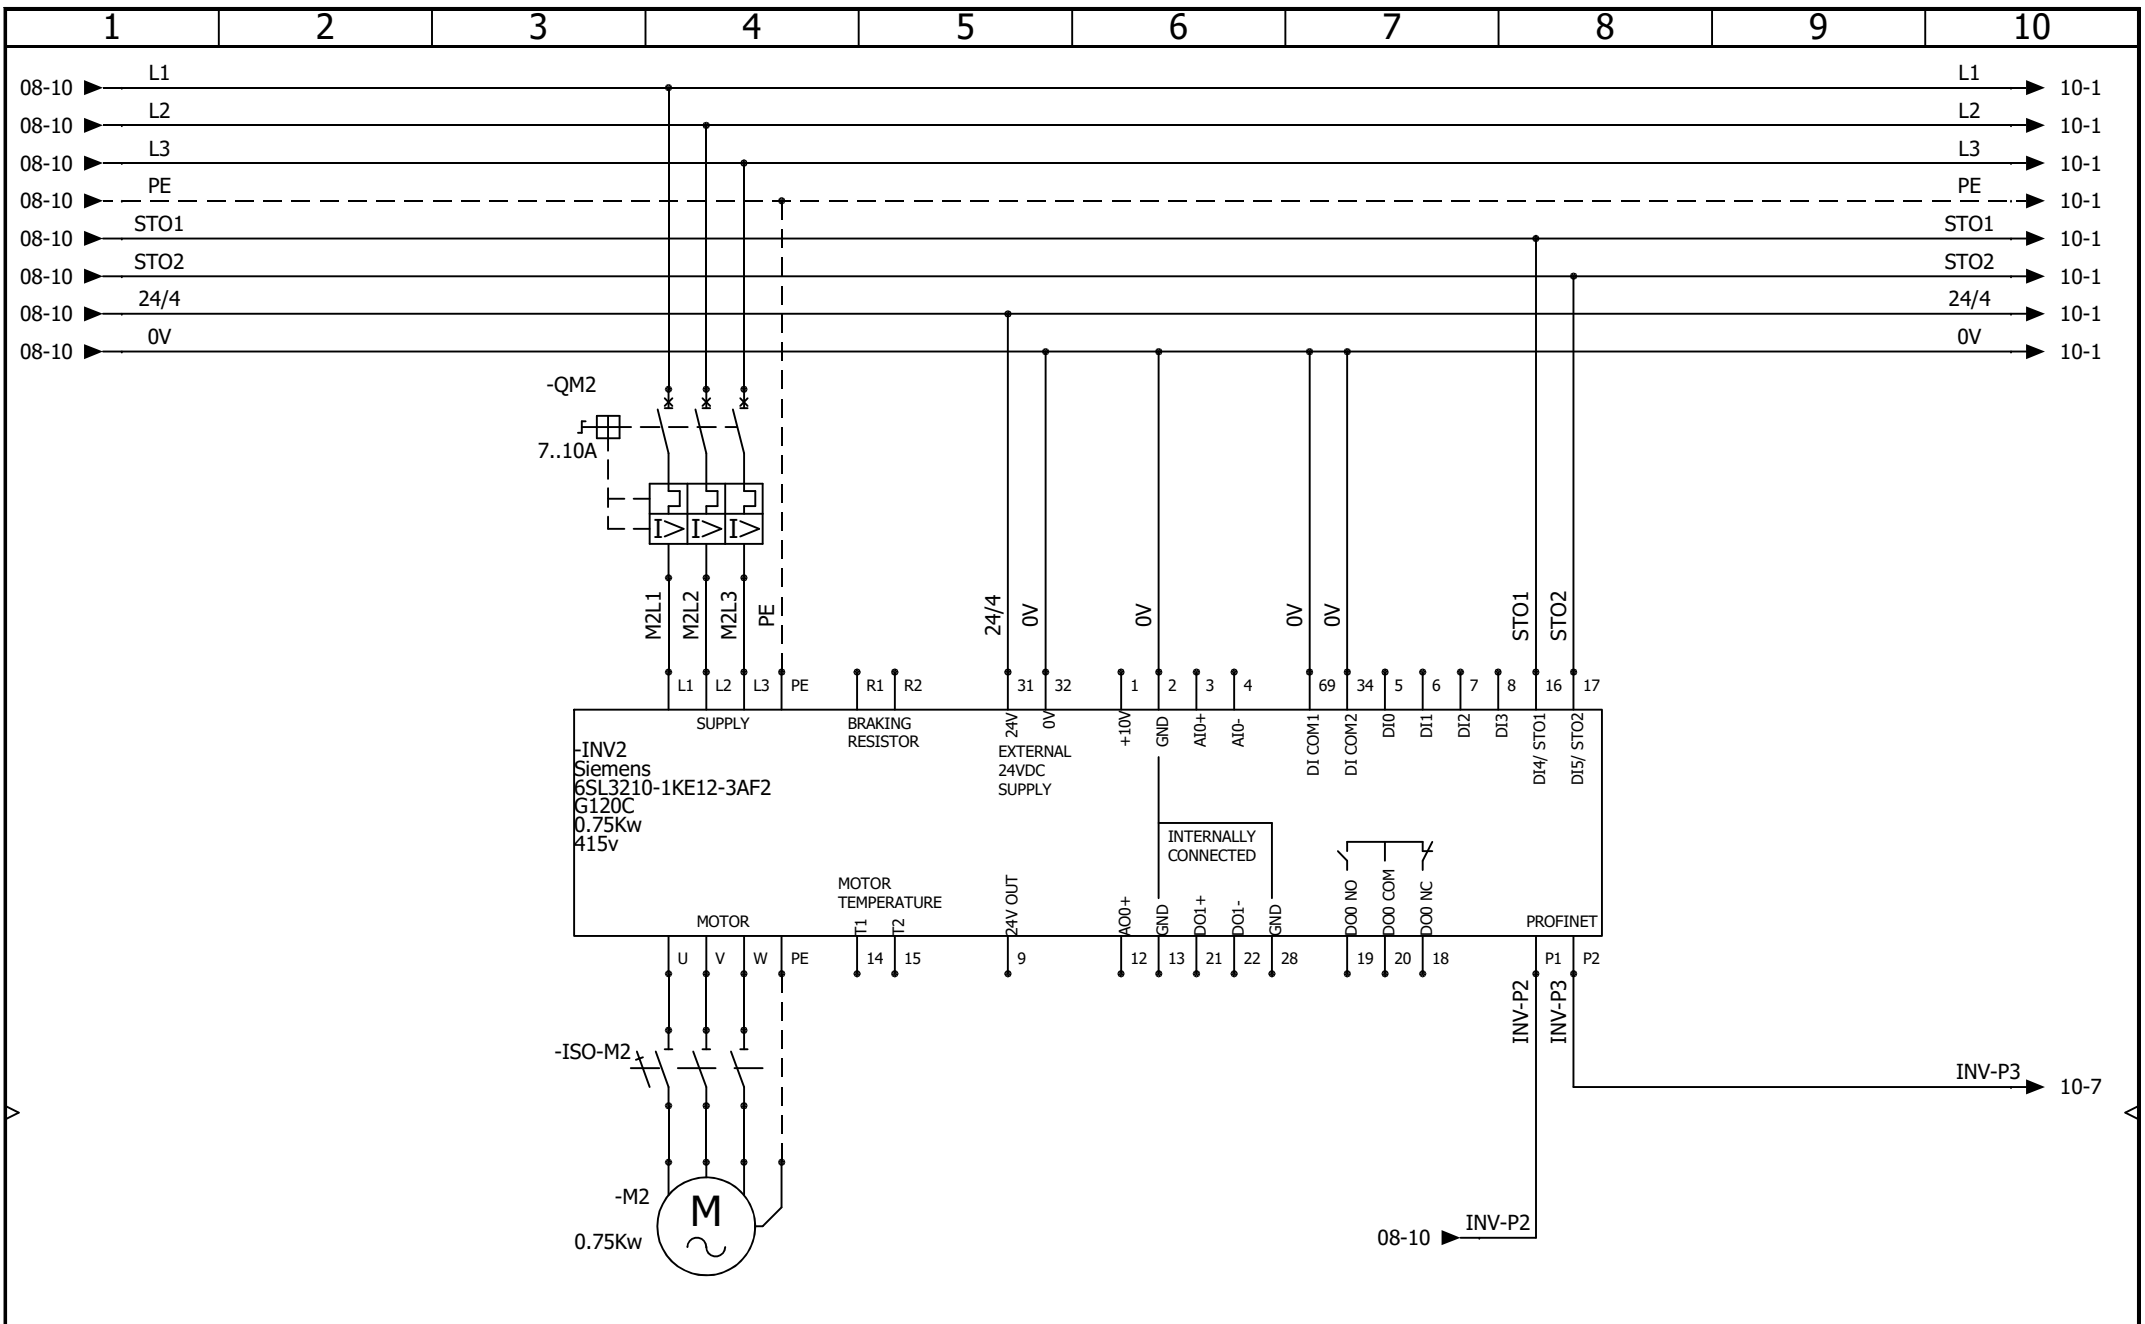 1 2 3 4 5 6 7 8 9 10
L1 L1
08-10 10-1
L2 L2
08-10 10-1
L3 L3
08-10 10-1
PE PE
08-10 10-1
STO1 STO1
08-10 10-1
STO2 STO2
08-10 10-1
24/4 24/4
08-10 10-1
0V 0V
08-10 10-1
-QM2
7..10A
I> I> I>
M2L1 M2L2 M2L3 PE 24/4 0V 0V 0V 0V STO1 STO2
L1 L2 L3 PE R1 R2 31 32 1 2 3 4 69 34 5 6 7 8 16 17
SUPPLY
BRAKING
RESISTOR
24V 0V +10V GND AI0+ AI0- DI COM1 DI COM2 DI0 DI1 DI2 DI3 DI4/ STO1 DI5/ STO2
EXTERNAL
24VDC
SUPPLY
-INV2
Siemens
6SL3210-1KE12-3AF2
G120C
0.75Kw
415v
INTERNALLY
CONNECTED
MOTOR
TEMPERATURE
MOTOR
T1 T2 24V OUT AO0+ GND DO1+ DO1- GND DO0 NO DO0 COM DO0 NC
PROFINET
U V W PE 14 15 9 12 13 21 22 28 19 20 18 P1 P2
INV-P2 INV-P3
-ISO-M2
INV-P3
10-7
-M2
M
0.75Kw
INV-P2
08-10